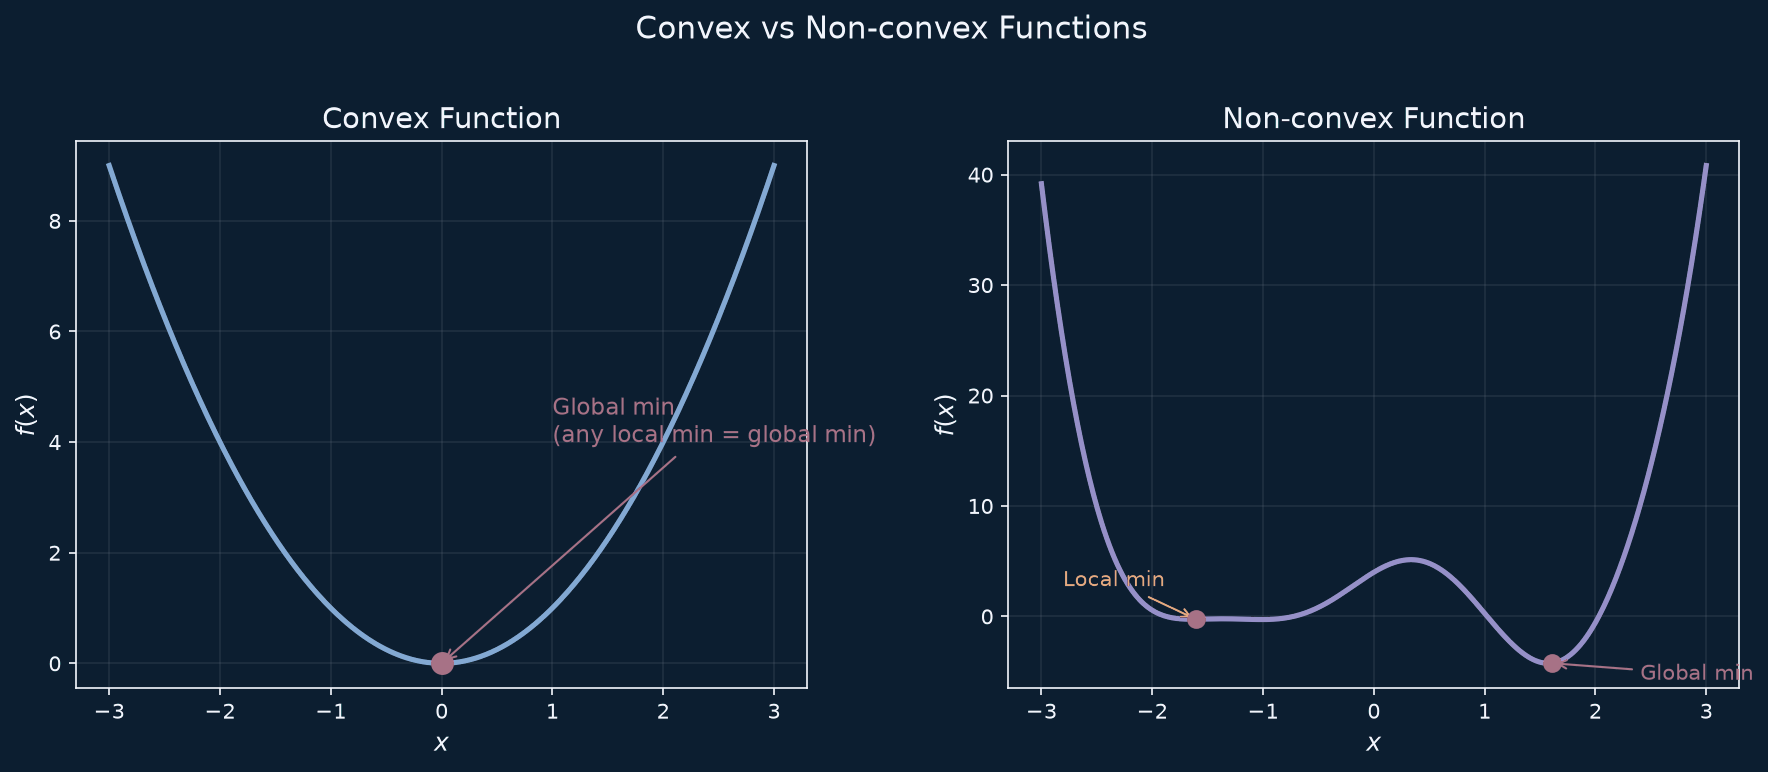 Convex vs Non-convex Functions
Convex Function
f(x)
8
6
4
2
0
Global min
(any local min = global min)
−3
−2
−1
0
1
2
3
x
Non-convex Function
f(x)
40
30
20
10
0
Local min
Global min
−3
−2
−1
0
1
2
3
x